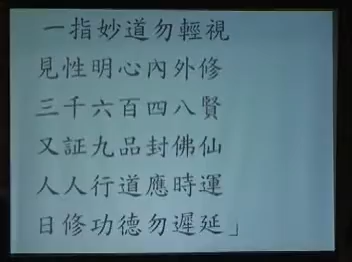 一指妙道勿輕視
見性明心內外修
三千六百四八賢
又証九品封佛仙
人人行道應時運
日修功德勿遲延」